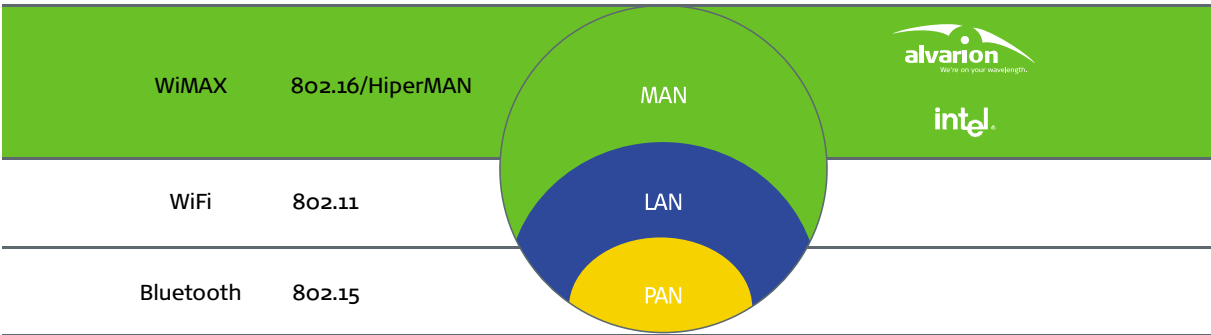 WiMAX 802.16/HiperMAN MAN
alvarion
We're on your wavelength.
intel®
WiFi 802.11 LAN
Bluetooth 802.15 PAN